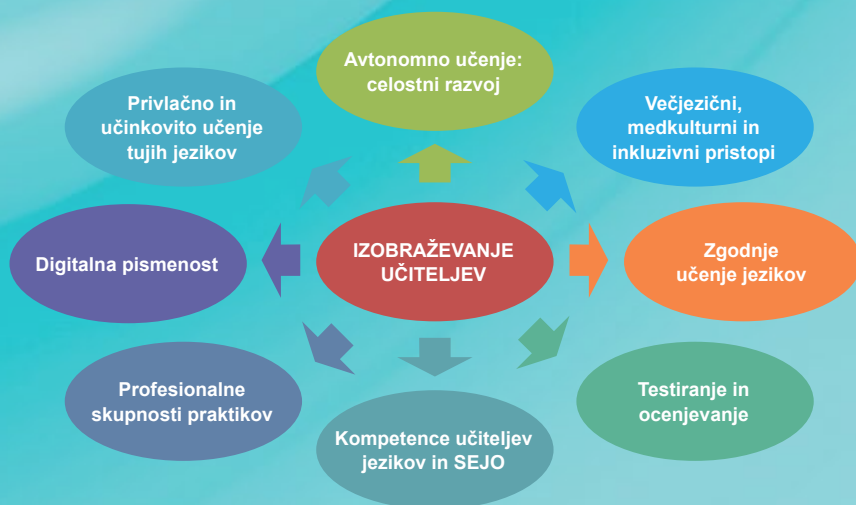 Avtonomno učenje:
celostni razvoj
Privlačno in
učinkovito učenje
tujih jezikov
Večjezični,
medkulturni in
inkluzivni pristopi
Digitalna pismenost
IZOBRAŽEVANJE
UČITELJEV
Zgodnje
učenje jezikov
Profesionalne
skupnosti praktikov
Testiranje in
ocenjevanje
Kompetence učiteljev
jezikov in SEJO